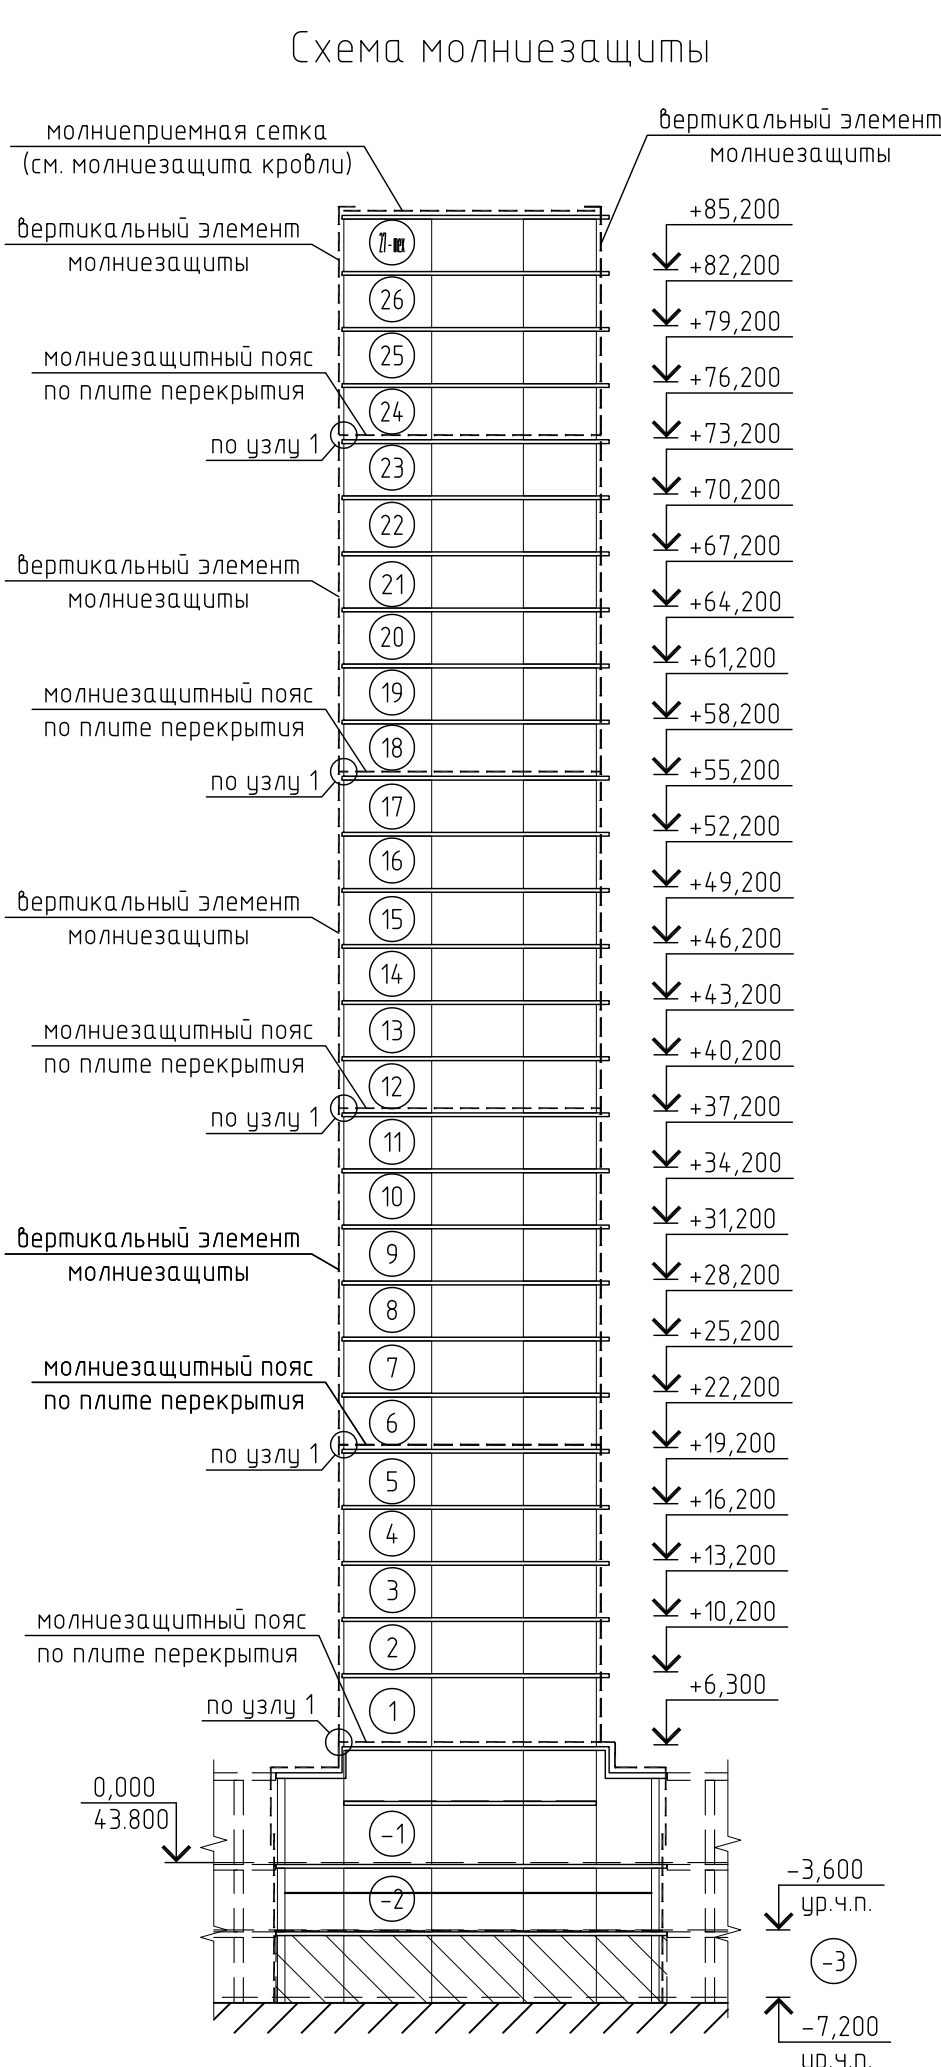 Схема молниезащиты
молниеприемная сетка
(см. молниезащита кровли)
вертикальный элемент
молниезащиты
+85,200
вертикальный элемент
молниезащиты
27-тех
+82,200
26
+79,200
25
молниезащитный пояс
по плите перекрытия
+76,200
24
по узлу 1
+73,200
23
+70,200
22
+67,200
вертикальный элемент
молниезащиты
21
+64,200
20
+61,200
19
молниезащитный пояс
по плите перекрытия
+58,200
18
по узлу 1
+55,200
17
+52,200
16
+49,200
вертикальный элемент
молниезащиты
15
+46,200
14
+43,200
13
молниезащитный пояс
по плите перекрытия
+40,200
12
по узлу 1
+37,200
11
+34,200
10
+31,200
вертикальный элемент
молниезащиты
9
+28,200
8
+25,200
7
молниезащитный пояс
по плите перекрытия
+22,200
6
по узлу 1
+19,200
5
+16,200
4
+13,200
3
+10,200
молниезащитный пояс
по плите перекрытия
2
+6,300
по узлу 1
1
0,000
43.800
-1
-3,600
ур.ч.п.
-2
-3
-7,200
ур.ч.п.